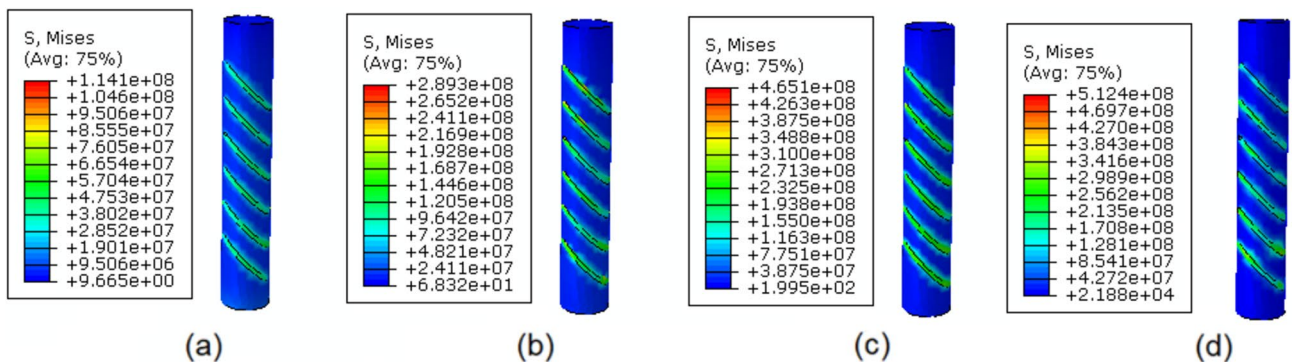 S, Mises
(Avg: 75%)
+1.141e+08
+1.046e+08
+9.506e+07
+8.555e+07
+7.605e+07
+6.654e+07
+5.704e+07
+4.753e+07
+3.802e+07
+2.852e+07
+1.901e+07
+9.506e+06
+9.665e+00
(a)
S, Mises
(Avg: 75%)
+2.893e+08
+2.652e+08
+2.411e+08
+2.169e+08
+1.928e+08
+1.687e+08
+1.446e+08
+1.205e+08
+9.642e+07
+7.232e+07
+4.821e+07
+2.411e+07
+6.832e+01
(b)
S, Mises
(Avg: 75%)
+4.651e+08
+4.263e+08
+3.875e+08
+3.488e+08
+3.100e+08
+2.713e+08
+2.325e+08
+1.938e+08
+1.550e+08
+1.163e+08
+7.751e+07
+3.875e+07
+1.995e+02
(c)
S, Mises
(Avg: 75%)
+5.124e+08
+4.697e+08
+4.270e+08
+3.843e+08
+3.416e+08
+2.989e+08
+2.562e+08
+2.135e+08
+1.708e+08
+1.281e+08
+8.541e+07
+4.272e+07
+2.188e+04
(d)